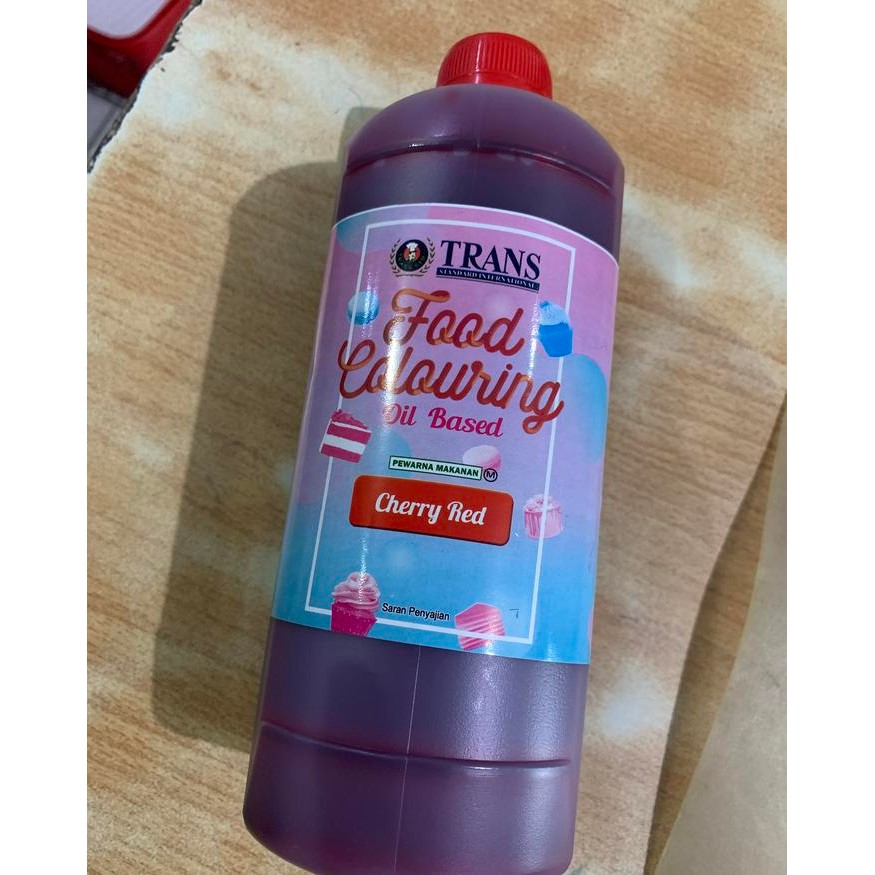 TRANS
STANDARD INTERNATIONAL
Food
Colouring
Oil Based
PEWARNA MAKANAN M
Cherry Red
Saran Penyajian